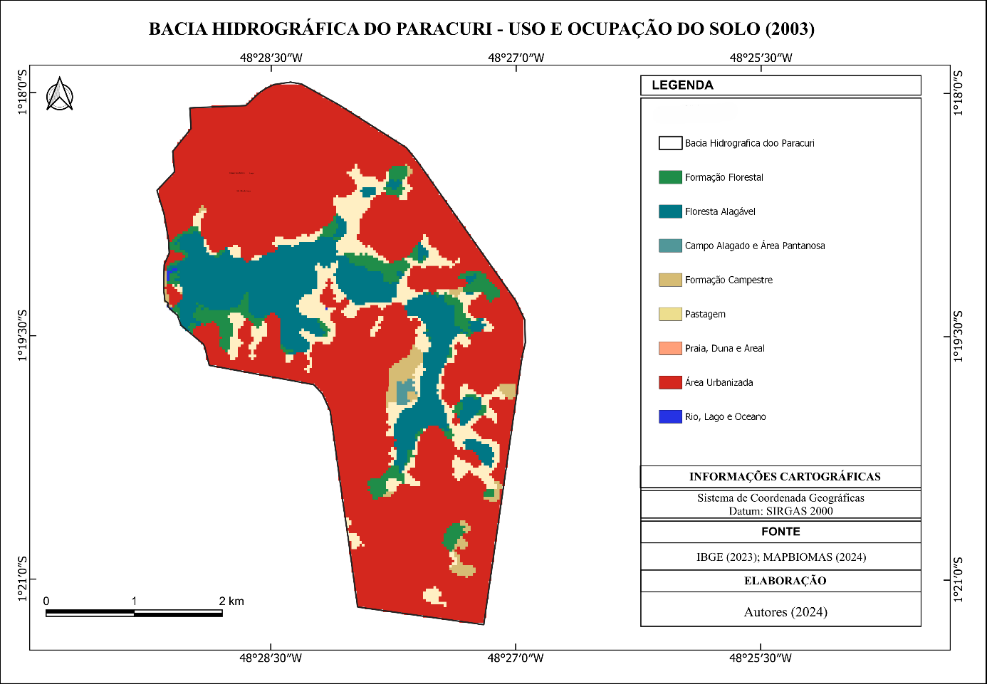 BACIA HIDROGRÁFICA DO PARACURI - USO E OCUPAÇÃO DO SOLO (2003)
48°28'30"W 48°27'0"W 48°25'30"W
1°18'0"S 1°18'0"S
LEGENDA
Bacia Hidrografica doo Paracuri
Formação Florestal
Floresta Alagável
Campo Alagado e Área Pantanosa
Formação Campestre
Pastagem
1°19'30"S 1°19'30"S
Praia, Duna e Areal
Área Urbanizada
Rio, Lago e Oceano
INFORMAÇÕES CARTOGRÁFICAS
Sistema de Coordenada Geográficas
Datum: SIRGAS 2000
FONTE
IBGE (2023); MAPBIOMAS (2024)
1°21'0"S 1°21'0"S
ELABORAÇÃO
0 1 2 km
Autores (2024)
48°28'30"W 48°27'0"W 48°25'30"W